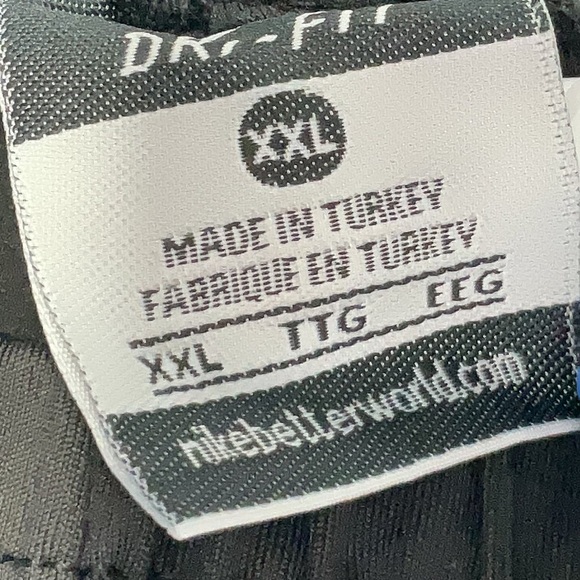 DRI-FIT
XXL
MADE IN TURKEY
FABRIQUE EN TURKEY
XXL TTG EEG
nikebetterworld.com